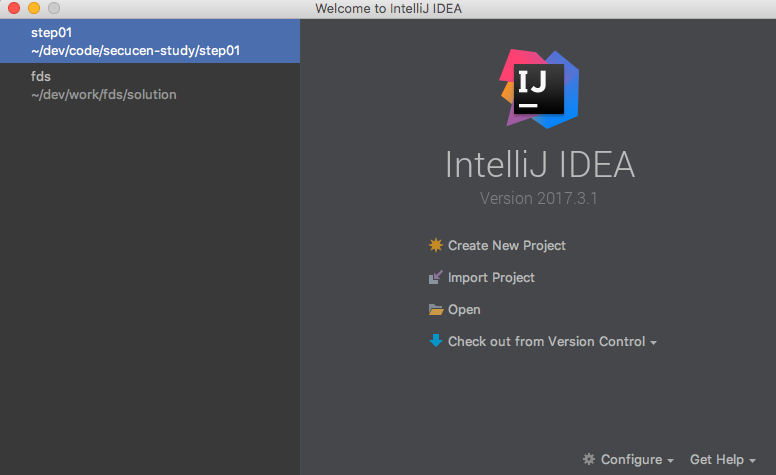 Welcome to IntelliJ IDEA
step01
~/dev/code/secucen-study/step01
fds
~/dev/work/fds/solution
IJ
IntelliJ IDEA
Version 2017.3.1
Create New Project
Import Project
Open
Check out from Version Control
Configure
Get Help